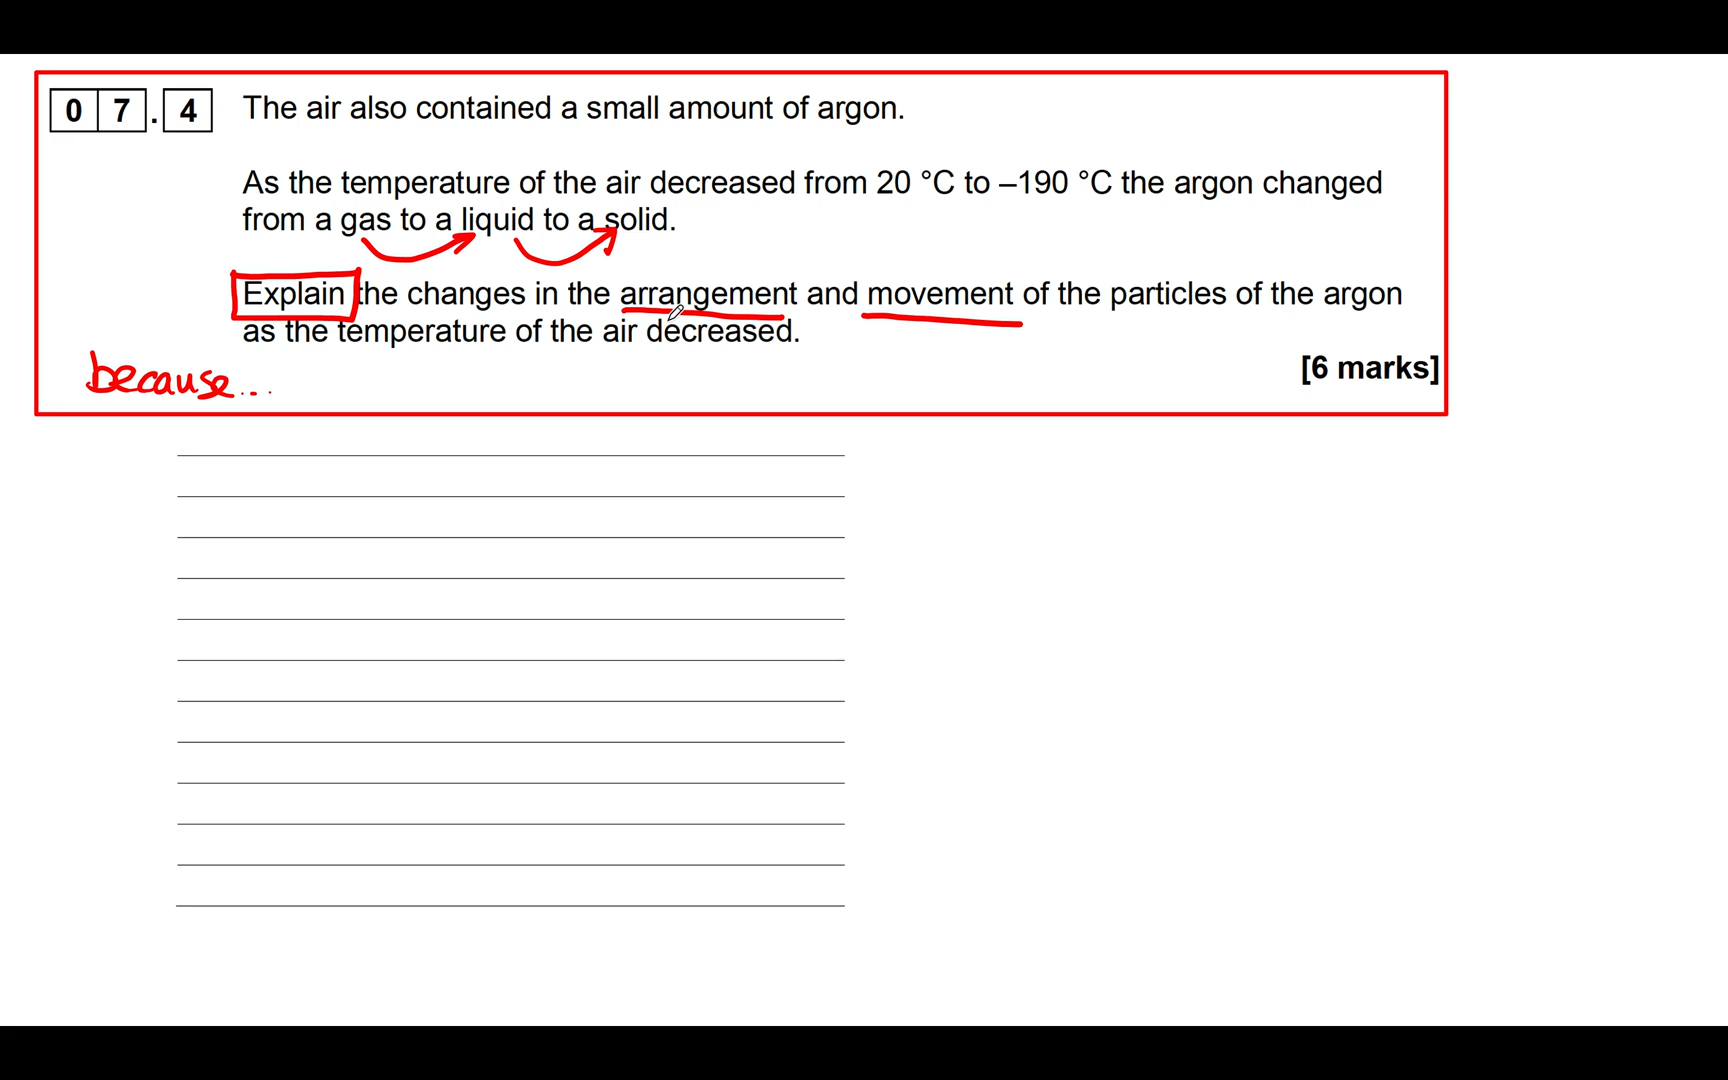 07.4 The air also contained a small amount of argon.
As the temperature of the air decreased from 20 °C to –190 °C the argon changed
from a gas to a liquid to a solid.
Explain the changes in the arrangement and movement of the particles of the argon
as the temperature of the air decreased.
[6 marks]
because...